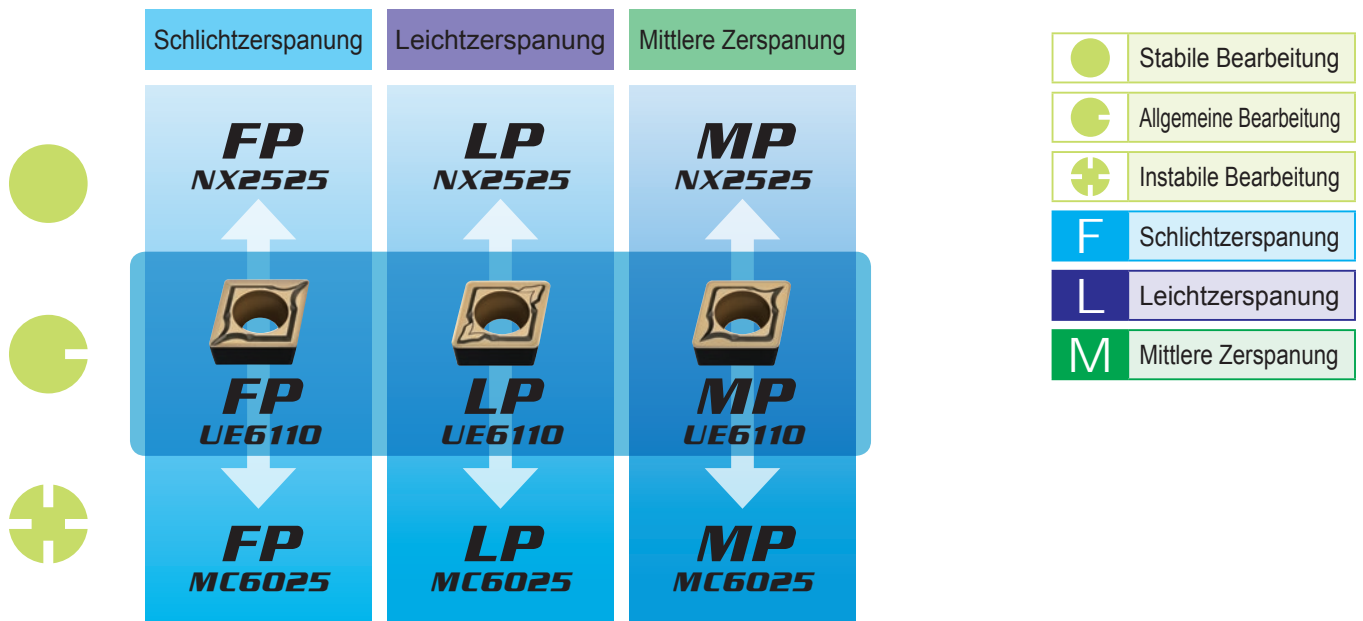 Schlichtzerspanung
Leichtzerspanung
Mittlere Zerspanung
FP
NX2525
LP
NX2525
MP
NX2525
FP
UE6110
LP
UE6110
MP
UE6110
FP
MC6025
LP
MC6025
MP
MC6025
Stabile Bearbeitung
Allgemeine Bearbeitung
Instabile Bearbeitung
F Schlichtzerspanung
L Leichtzerspanung
M Mittlere Zerspanung